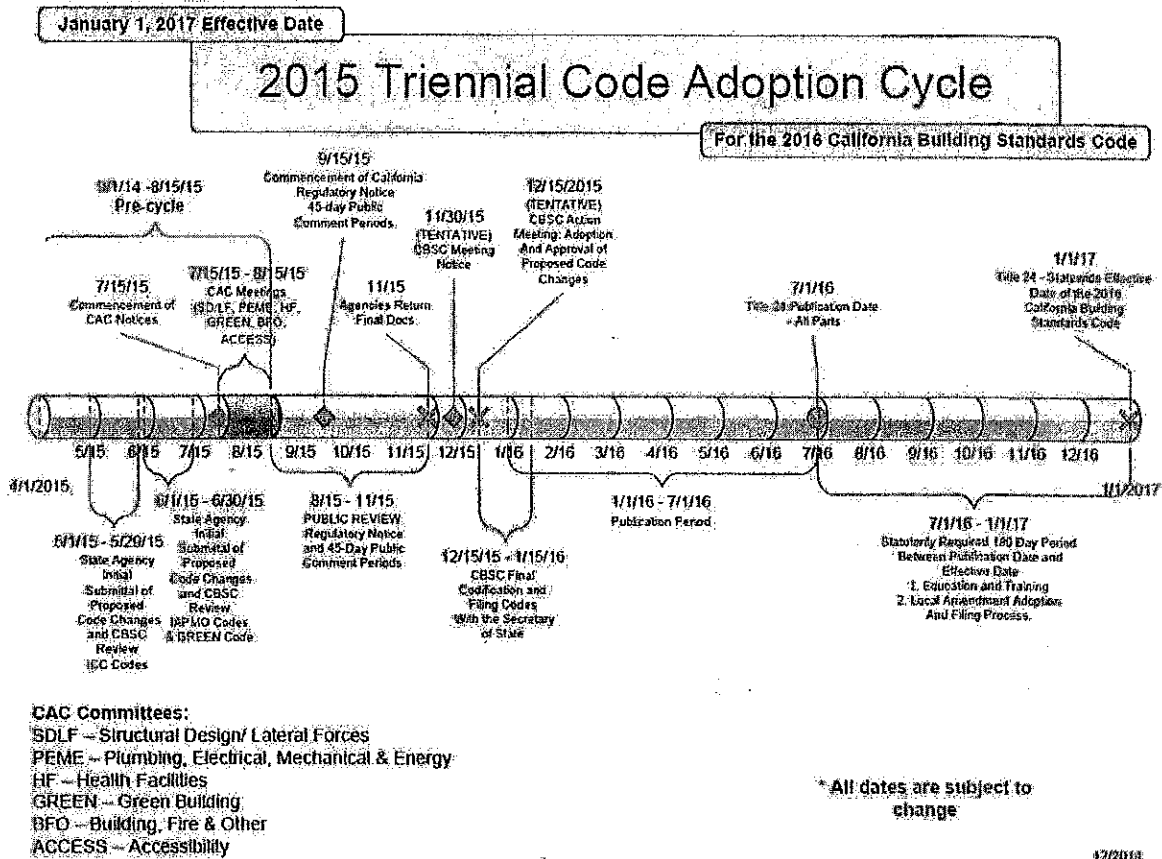 January 1, 2017 Effective Date
2015 Triennial Code Adoption Cycle
For the 2016 California Building Standards Code
9/15/15
Commencement of California
Regulatory Notice
45-day Public
Comment Periods
/1/14 -8/15/15
Pre-cycle
11/30/15
(TENTATIVE)
CBSC Meeting
Notice
12/15/2015
(TENTATIVE)
CBSC Action
Meeting: Adoption
And Approval of
Proposed Code
Changes
7/15/15
Commencement of
CAC Notices
7/15/15 - 8/15/15
CAC Meetings
(SD/LF, PEME, HF,
GREEN, BFO,
ACCESS)
11/15
Agencies Return
Final Docs
7/1/16
Title 24 Publication Date
- All Parts
1/1/17
Title 24 - Statewide Effective
Date of the 2016
California Building
Standards Code
5/15 6/15 7/15 8/15 9/15 10/15 11/15 12/15 1/16 2/16 3/16 4/16 5/16 6/16 7/16 8/16 9/16 10/16 11/16 12/16
4/1/2015
1/1/2017
/1/15 - 5/29/15
State Agency
Initial
Submittal of
Proposed
Code Changes
and CBSC
Review
ICC Codes
6/1/15 - 6/30/15
State Agency
Initial
Submittal of
Proposed
Code Changes
and CBSC
Review
IAPMO Codes
& GREEN Code
8/15 - 11/15
PUBLIC REVIEW
Regulatory Notice
and 45-Day Public
Comment Periods
12/15/15 - 1/15/16
CBSC Final
Codification and
Filing Codes
With the Secretary
of State
1/1/16 - 7/1/16
Publication Period
7/1/16 - 1/1/17
Statutorily Required 180 Day Period
Between Publication Date and
Effective Date
1. Education and Training
2. Local Amendment Adoption
And Filing Process.
CAC Committees:
SDLF – Structural Design/ Lateral Forces
PEME – Plumbing, Electrical, Mechanical & Energy
HF – Health Facilities
GREEN – Green Building
BFO – Building, Fire & Other
ACCESS – Accessibility
* All dates are subject to
change
12/2014